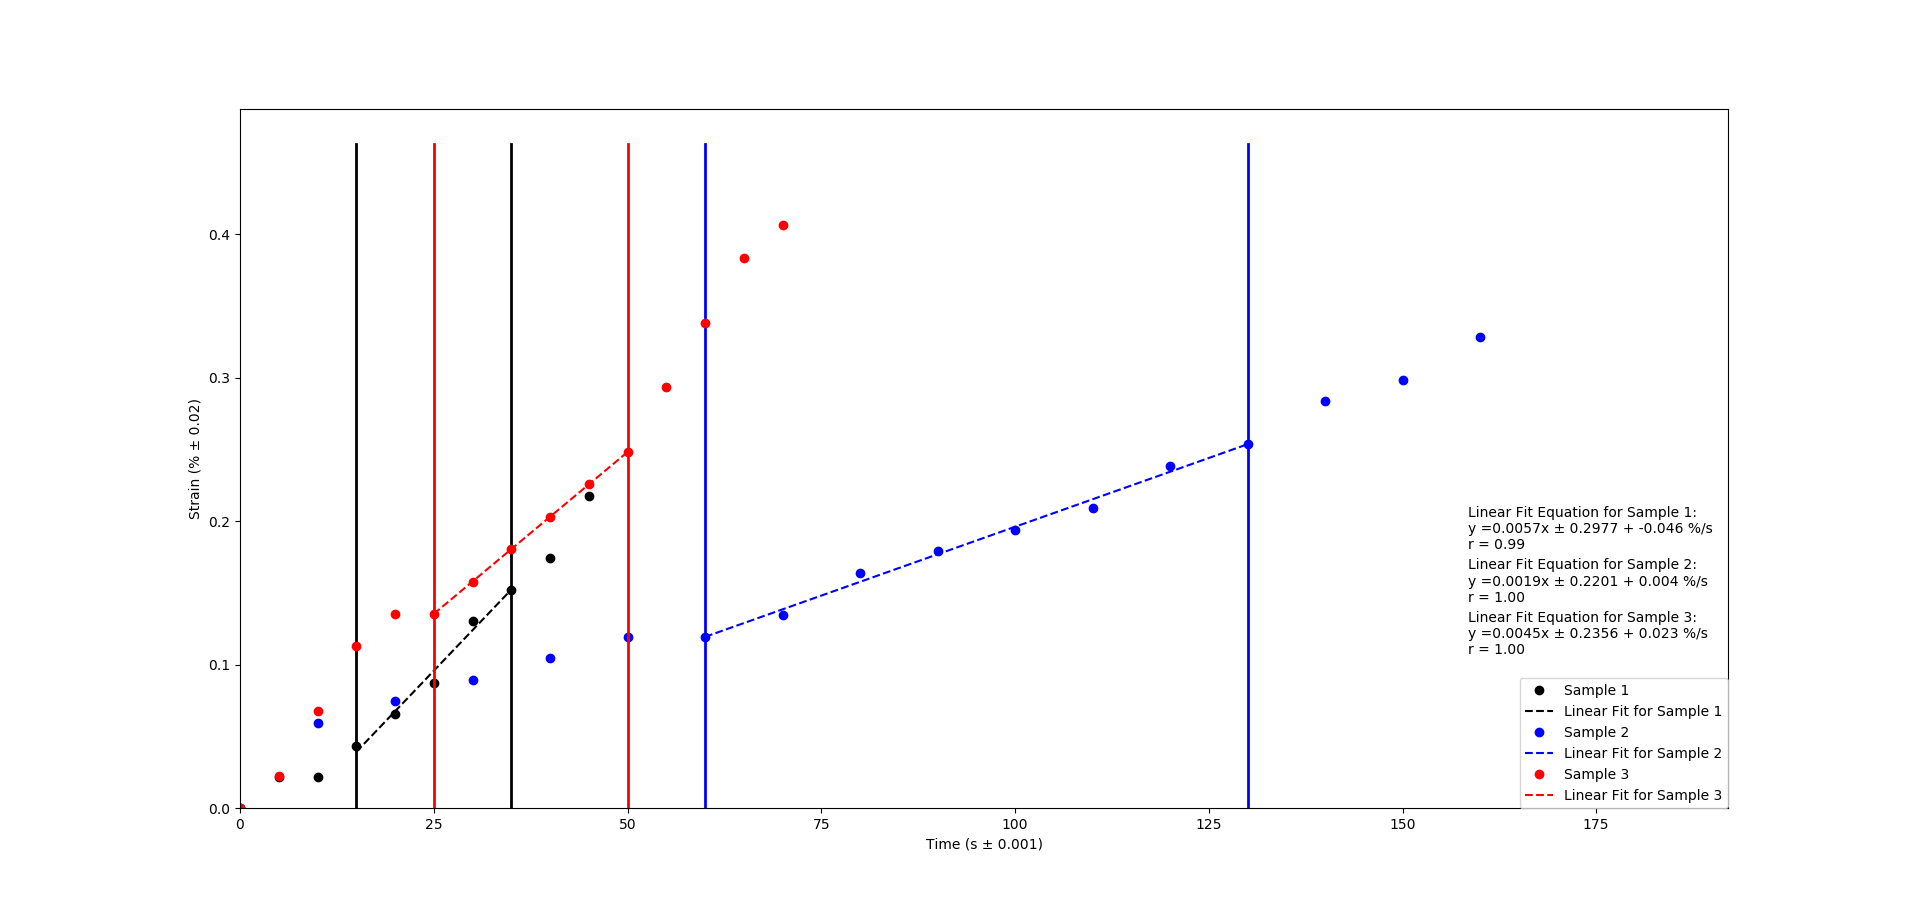 0.4
0.3
0.2
0.1
0.0
Strain (% ± 0.02)
0 25 50 75 100 125 150 175
Time (s ± 0.001)
Linear Fit Equation for Sample 1:
y =0.0057x ± 0.2977 + -0.046 %/s
r = 0.99
Linear Fit Equation for Sample 2:
y =0.0019x ± 0.2201 + 0.004 %/s
r = 1.00
Linear Fit Equation for Sample 3:
y =0.0045x ± 0.2356 + 0.023 %/s
r = 1.00
Sample 1
Linear Fit for Sample 1
Sample 2
Linear Fit for Sample 2
Sample 3
Linear Fit for Sample 3